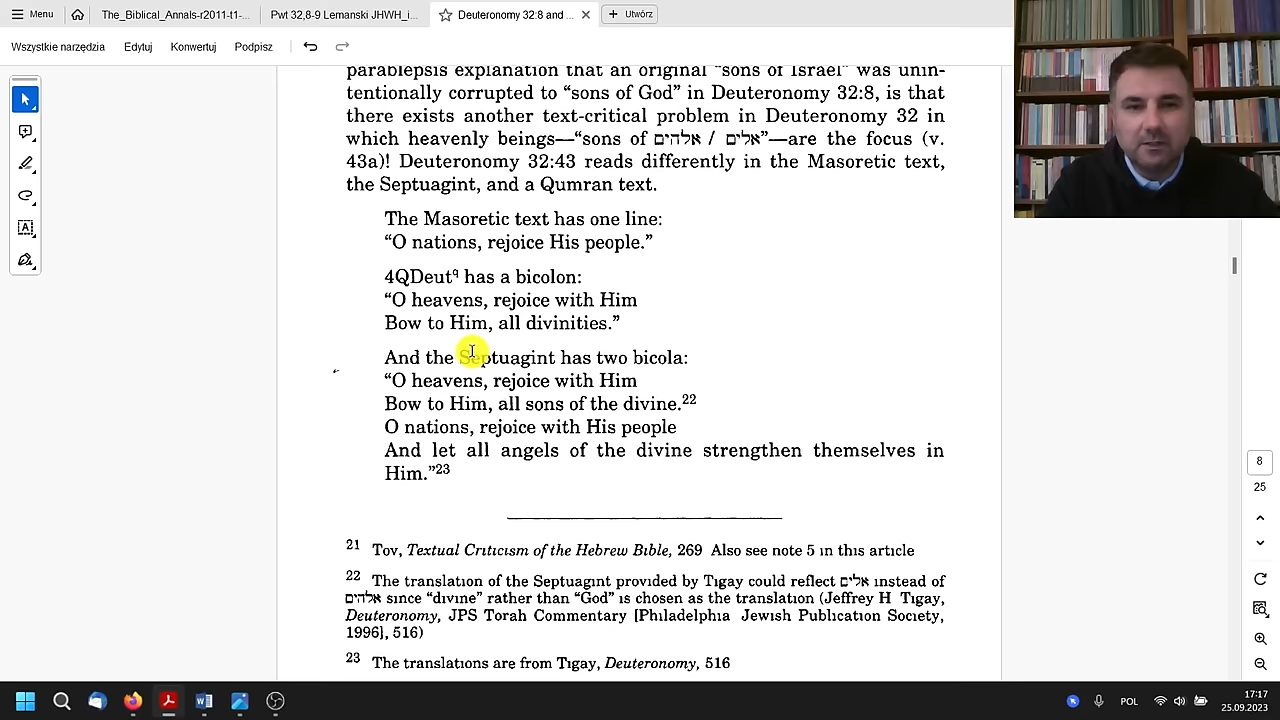 Menu
The_Biblical_Annals-r2011-t1-...
Pwt 32,8-9 Lemanski JHWH_i...
Deuteronomy 32:8 and ...
Utwórz
Wszystkie narzędzia Edytuj Konwertuj Podpisz
parablepsis explanation that an original “sons of Israel” was unin-
tentionally corrupted to “sons of God” in Deuteronomy 32:8, is that
there exists another text-critical problem in Deuteronomy 32 in
which heavenly beings—“sons of אלים / אלהים”—are the focus (v.
43a)! Deuteronomy 32:43 reads differently in the Masoretic text,
the Septuagint, and a Qumran text.
The Masoretic text has one line:
“O nations, rejoice His people.”
4QDeutq has a bicolon:
“O heavens, rejoice with Him
Bow to Him, all divinities.”
And the Septuagint has two bicola:
“O heavens, rejoice with Him
Bow to Him, all sons of the divine.22
O nations, rejoice with His people
And let all angels of the divine strengthen themselves in
Him.”23
21 Tov, Textual Criticism of the Hebrew Bible, 269 Also see note 5 in this article
22 The translation of the Septuagint provided by Tigay could reflect אלים instead of
אלהים since “divine” rather than “God” is chosen as the translation (Jeffrey H Tigay,
Deuteronomy, JPS Torah Commentary [Philadelphia Jewish Publication Society,
1996], 516)
23 The translations are from Tigay, Deuteronomy, 516
8
25
POL
17:17
25.09.2023